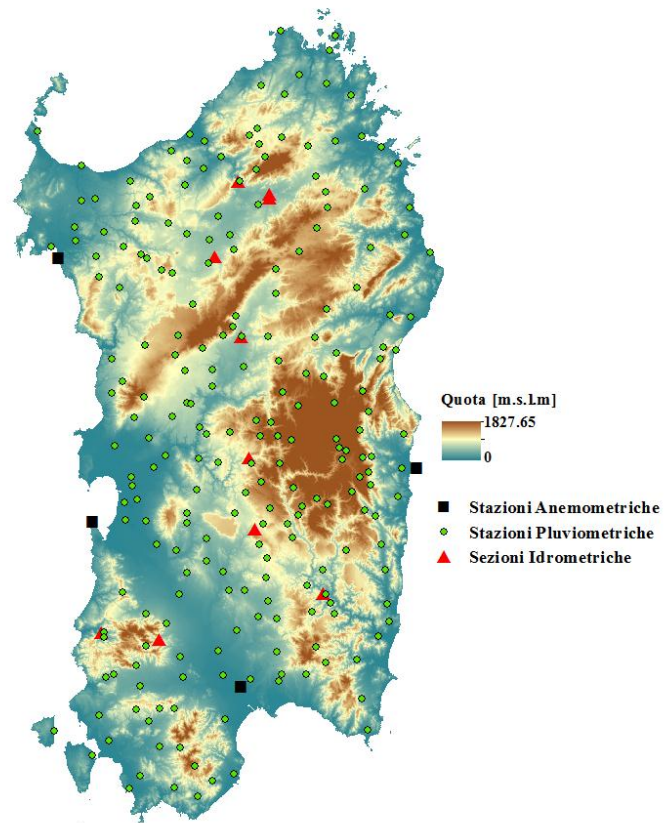 Quota [m.s.l.m]
1827.65
0
Stazioni Anemometriche
Stazioni Pluviometriche
Sezioni Idrometriche